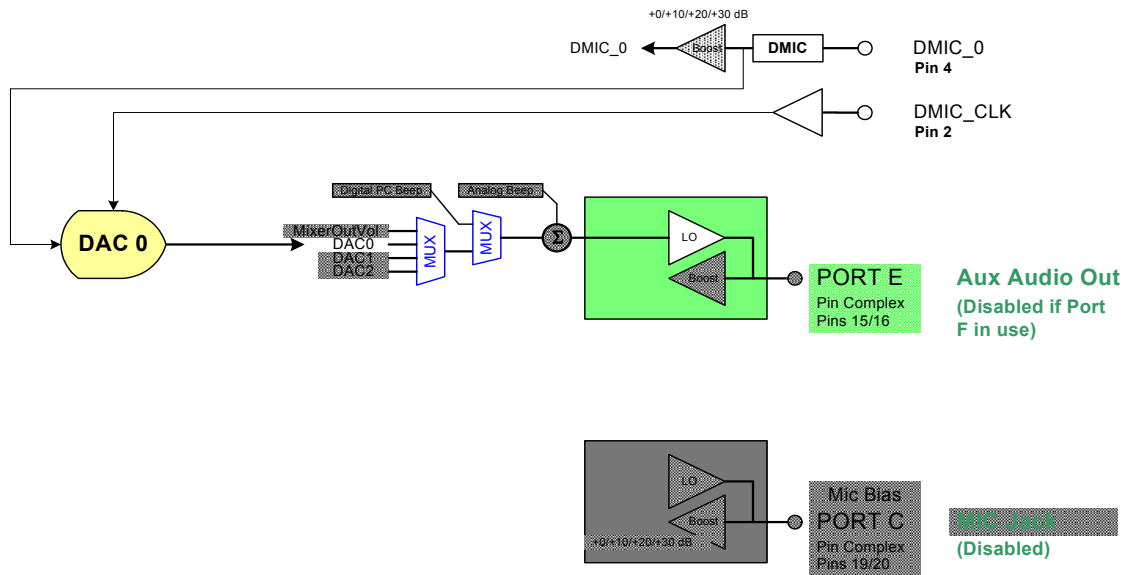 +0/+10/+20/+30 dB
DMIC_0
Boost
DMIC
DMIC_0
Pin 4
DMIC_CLK
Pin 2
Digital PC Beep
Analog Beep
DAC 0
MixerOutVol
DAC0
DAC1
DAC2
MUX
MUX
Σ
LO
Boost
PORT E
Pin Complex
Pins 15/16
Aux Audio Out
(Disabled if Port
F in use)
LO
Boost
+0/+10/+20/+30 dB
Mic Bias
PORT C
Pin Complex
Pins 19/20
MIC Jack
(Disabled)